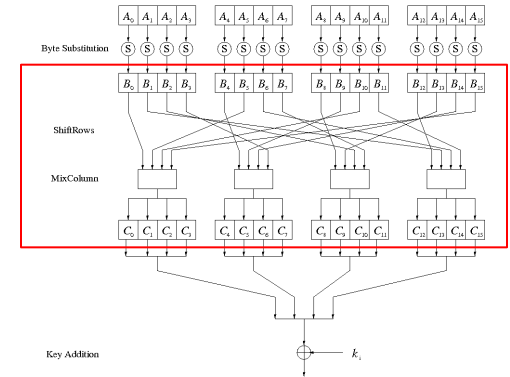 A₀ A₁ A₂ A₃ A₄ A₅ A₆ A₇ A₈ A₉ A₁₀ A₁₁ A₁₂ A₁₃ A₁₄ A₁₅
Byte Substitution S S S S S S S S S S S S S S S S
B₀ B₁ B₂ B₃ B₄ B₅ B₆ B₇ B₈ B₉ B₁₀ B₁₁ B₁₂ B₁₃ B₁₄ B₁₅
ShiftRows
MixColumn
C₀ C₁ C₂ C₃ C₄ C₅ C₆ C₇ C₈ C₉ C₁₀ C₁₁ C₁₂ C₁₃ C₁₄ C₁₅
Key Addition kᵢ